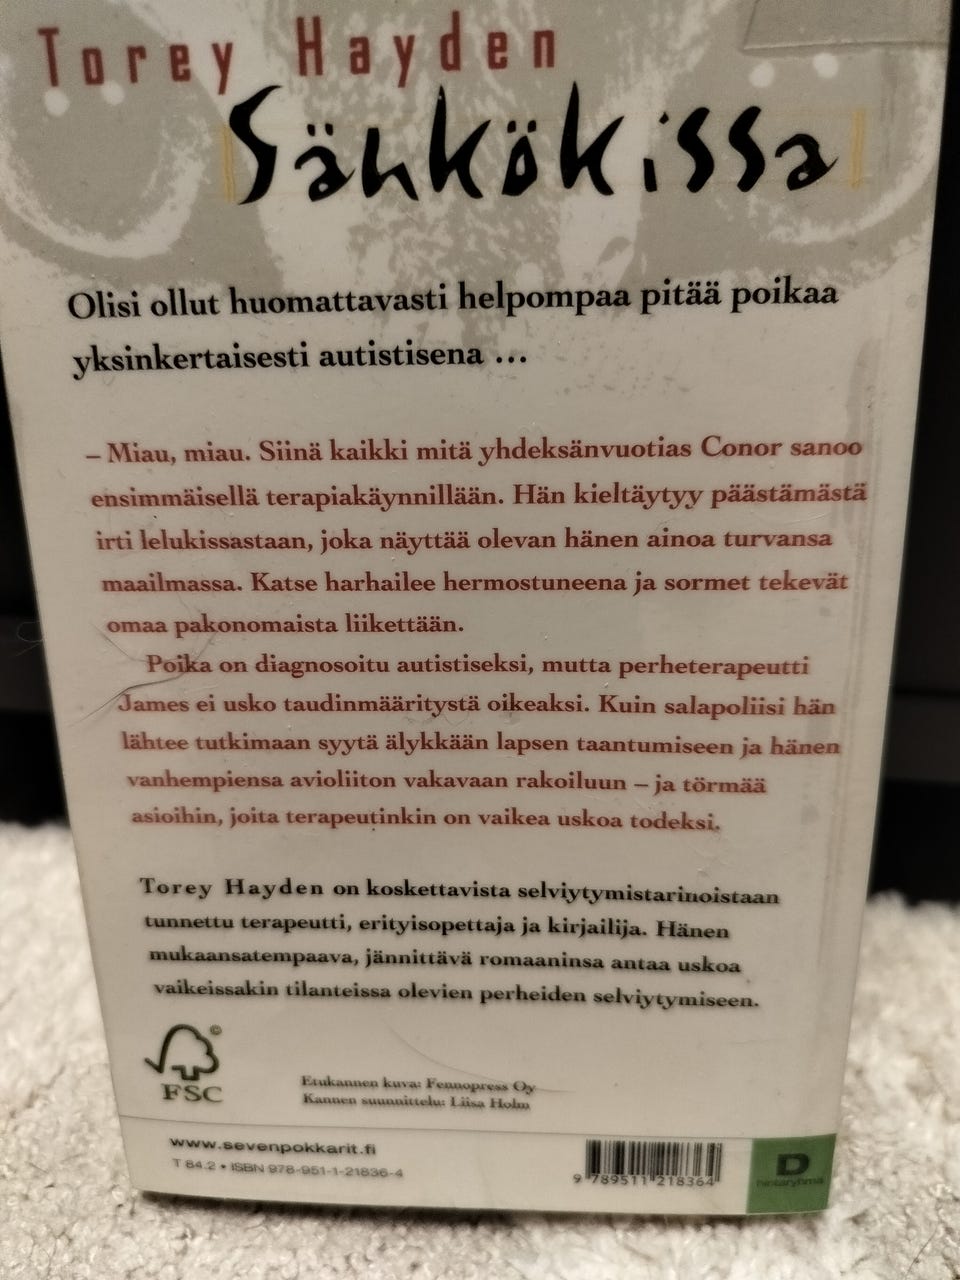 Torey Hayden
Sähkökissa
Olisi ollut huomattavasti helpompaa pitää poikaa
yksinkertaisesti autistisena ...
– Miau, miau. Siinä kaikki mitä yhdeksänvuotias Conor sanoo
ensimmäisellä terapiakäynnillään. Hän kieltäytyy päästämästä
irti lelukissastaan, joka näyttää olevan hänen ainoa turvansa
maailmassa. Katse harhailee hermostuneena ja sormet tekevät
omaa pakonomaista liikettään.
Poika on diagnosoitu autistiseksi, mutta perheterapeutti
James ei usko taudinmääritystä oikeaksi. Kuin salapoliisi hän
lähtee tutkimaan syytä älykkään lapsen taantumiseen ja hänen
vanhempiensa avioliiton vakavaan rakoiluun – ja törmää
asioihin, joita terapeutinkin on vaikea uskoa todeksi.
Torey Hayden on koskettavista selviytymistarinoistaan
tunnettu terapeutti, erityisopettaja ja kirjailija. Hänen
mukaansatempaava, jännittävä romaaninsa antaa uskoa
vaikeissakin tilanteissa olevien perheiden selviytymiseen.
©
FSC
Etukannen kuva: Fennopress Oy
Kannen suunnittelu: Liisa Holm
www.sevenpokkarit.fi
T 84.2 • ISBN 978-951-1-21836-4
9 789511 218364
D
hintaryhmä